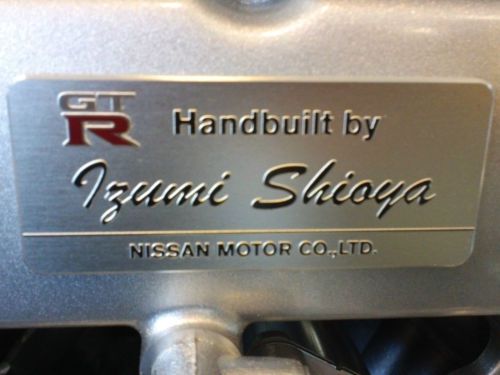 GT
R
Handbuilt by
Izumi Shioya
NISSAN MOTOR CO.,LTD.